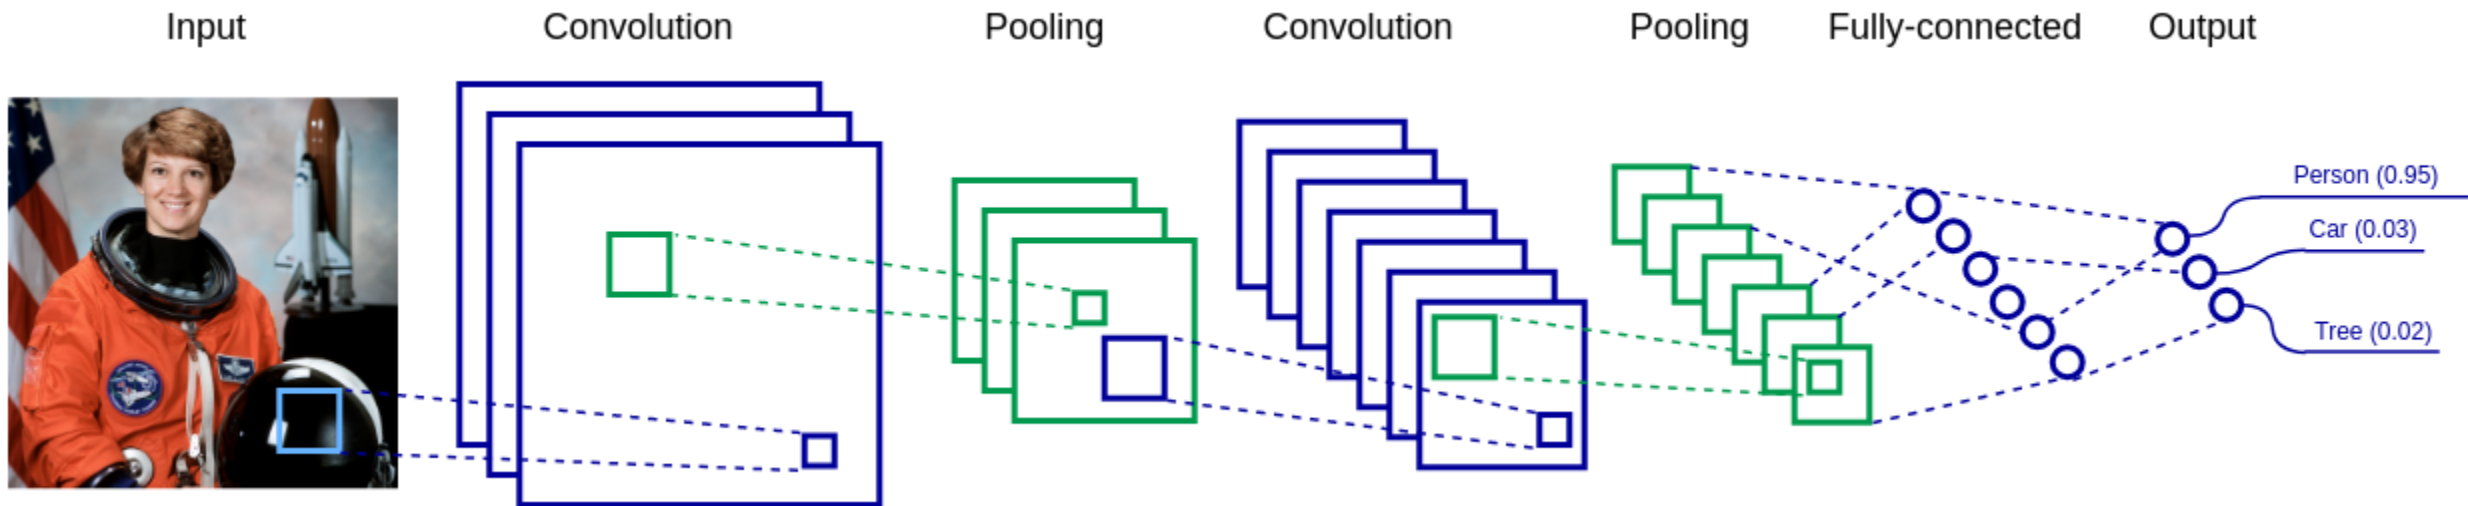 Input
Convolution
Pooling
Convolution
Pooling
Fully-connected
Output
Person (0.95)
Car (0.03)
Tree (0.02)